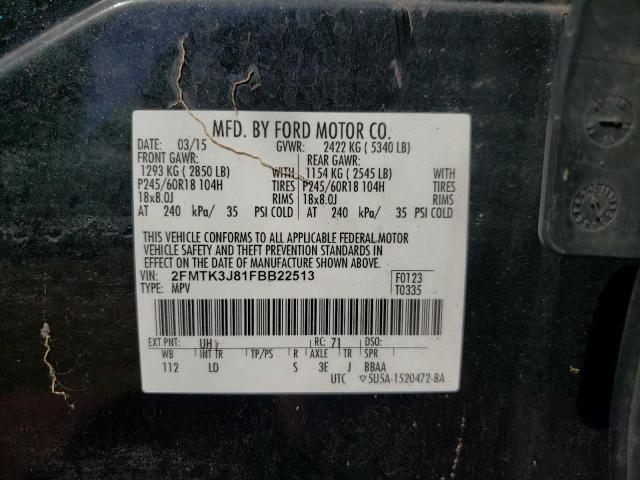 MFD. BY FORD MOTOR CO.
DATE: 03/15 GVWR: 2422 KG ( 5340 LB)
FRONT GAWR: REAR GAWR:
1293 KG ( 2850 LB) WITH 1154 KG ( 2545 LB) WITH
P245/60R18 104H TIRES P245/60R18 104H TIRES
18x8.0J RIMS 18x8.0J RIMS
AT 240 kPa/ 35 PSI COLD AT 240 kPa/ 35 PSI COLD
THIS VEHICLE CONFORMS TO ALL APPLICABLE FEDERAL MOTOR
VEHICLE SAFETY AND THEFT PREVENTION STANDARDS IN
EFFECT ON THE DATE OF MANUFACTURE SHOWN ABOVE.
VIN: 2FMTK3J81FBB22513 F0123
TYPE: MPV T0335
EXT PNT: UH RC: 71 DSO:
WB INT TR TP/PS R AXLE TR SPR
112 LD S 3E J BBAA
UTC ▽5U5A-1520472-BA